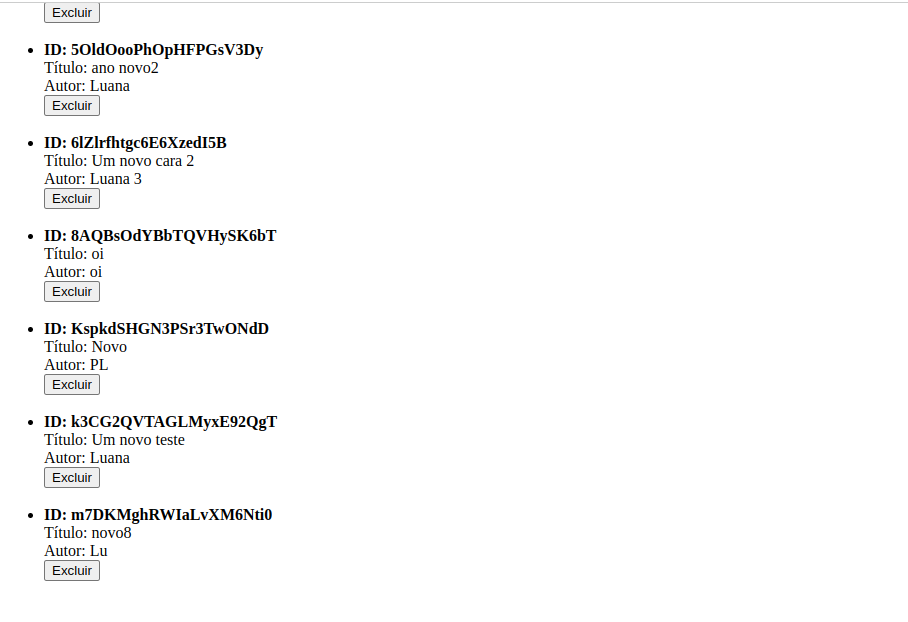 Excluir
ID: 5OldOooPhOpHFPGsV3Dy
Título: ano novo2
Autor: Luana
Excluir
ID: 6lZlrfhtgc6E6XzedI5B
Título: Um novo cara 2
Autor: Luana 3
Excluir
ID: 8AQBsOdYBbTQVHySK6bT
Título: oi
Autor: oi
Excluir
ID: KspkdSHGN3PSr3TwONdD
Título: Novo
Autor: PL
Excluir
ID: k3CG2QVTAGLMyxE92QgT
Título: Um novo teste
Autor: Luana
Excluir
ID: m7DKMghRWIaLvXM6Nti0
Título: novo8
Autor: Lu
Excluir